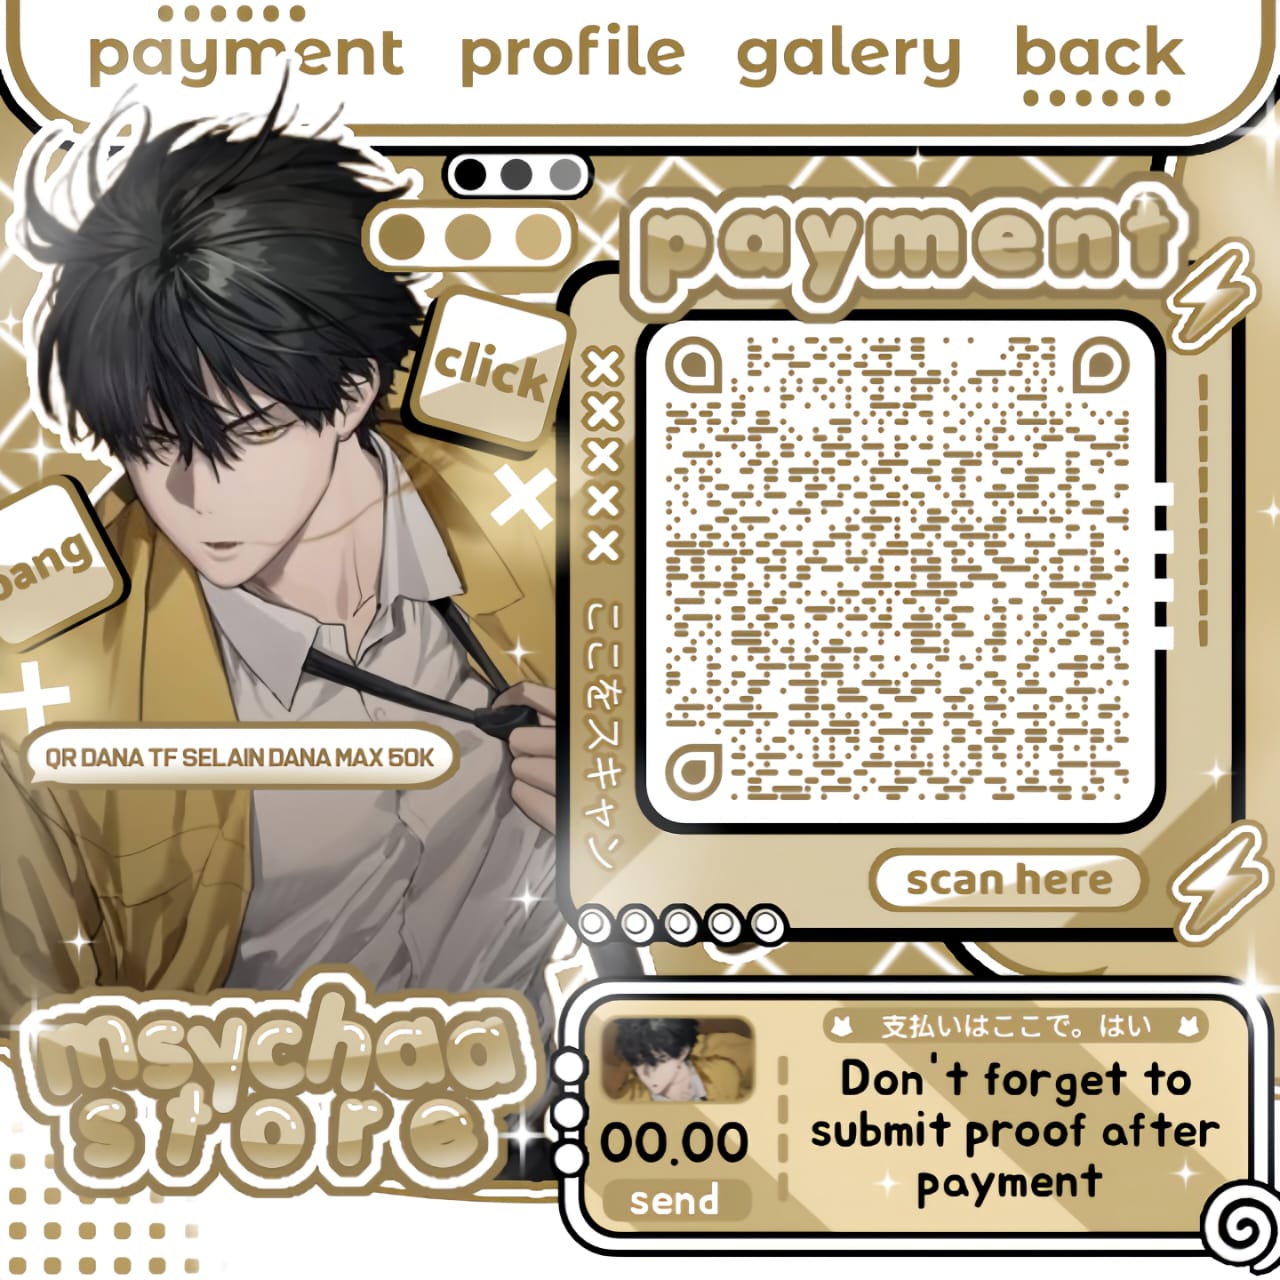 payment profile galery back
payment
click
bang
ここをスキャン
QR DANA TF SELAIN DANA MAX 50K
scan here
msychaa
store
支払いはここで。はい
Don't forget to
submit proof after
payment
00.00
send